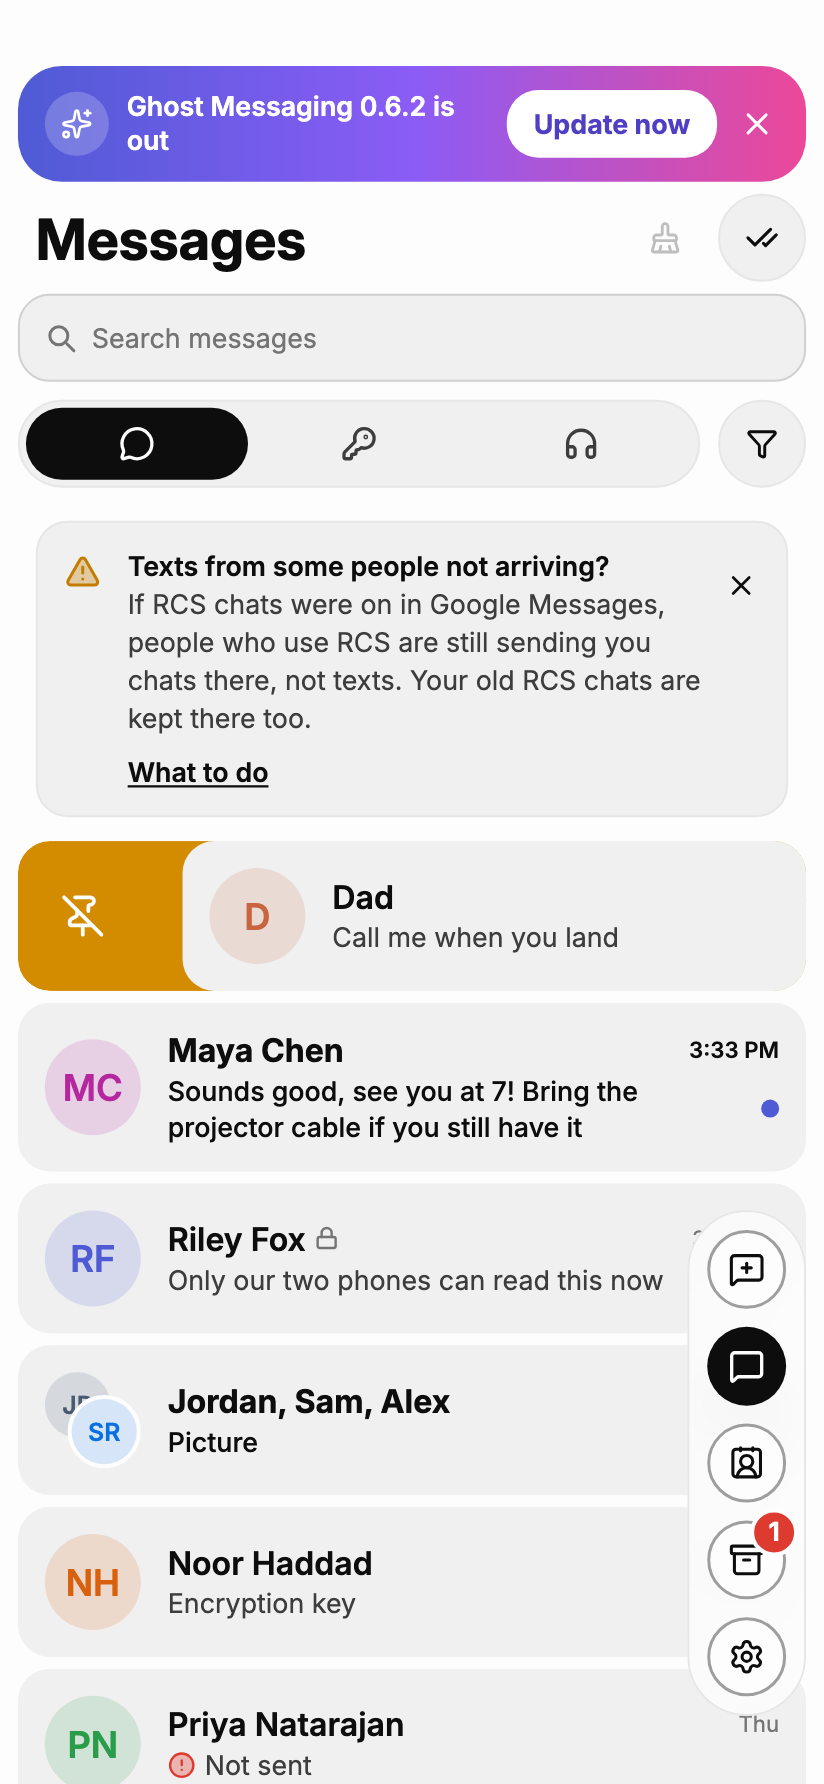 Ghost Messaging 0.6.2 is
out
Update now
Messages
Search messages
Texts from some people not arriving?
If RCS chats were on in Google Messages,
people who use RCS are still sending you
chats there, not texts. Your old RCS chats are
kept there too.
What to do
D
Dad
Call me when you land
MC
Maya Chen
3:33 PM
Sounds good, see you at 7! Bring the
projector cable if you still have it
RF
Riley Fox
Only our two phones can read this now
SR
Jordan, Sam, Alex
Picture
1
NH
Noor Haddad
Encryption key
PN
Priya Natarajan
Thu
Not sent